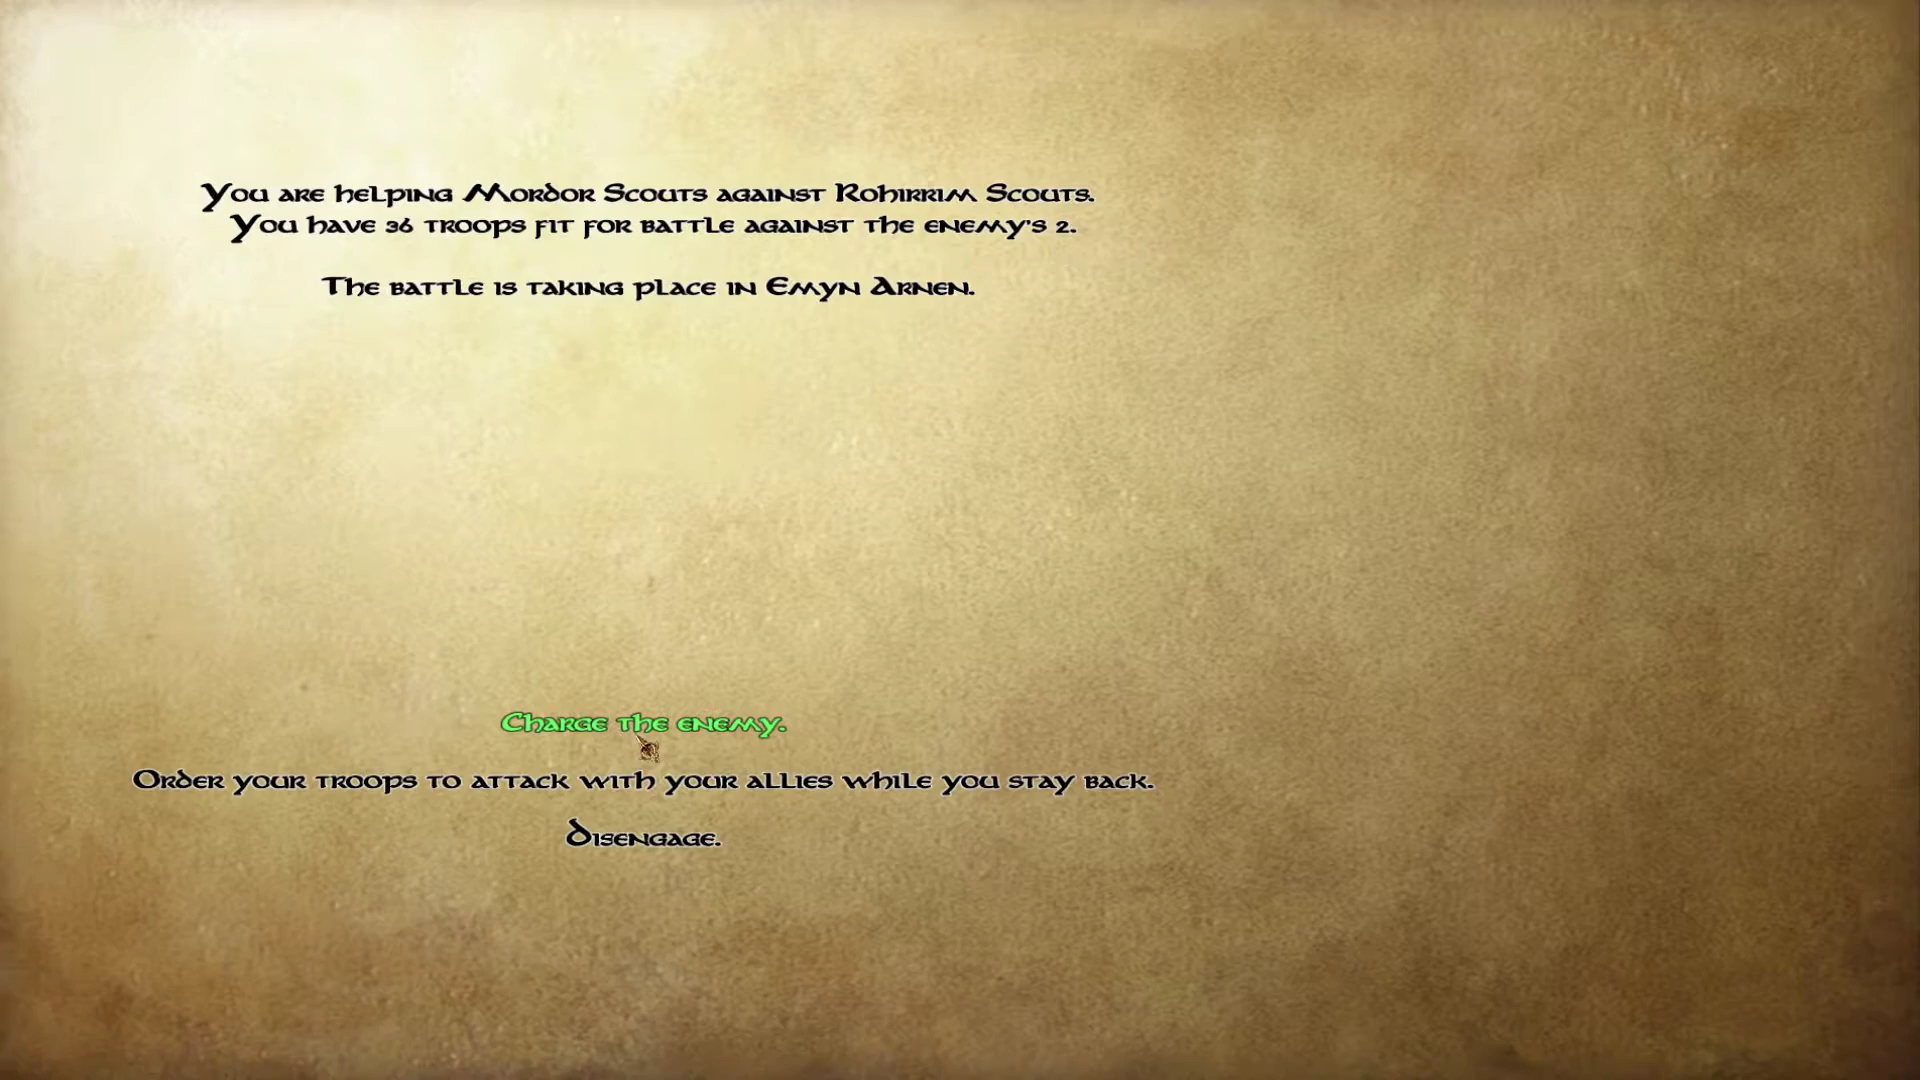 You are helping Mordor Scouts against Rohirrim Scouts.
You have 36 troops fit for battle against the enemy's 2.
The battle is taking place in Emyn Arnen.
Charge the enemy.
Order your troops to attack with your allies while you stay back.
Disengage.